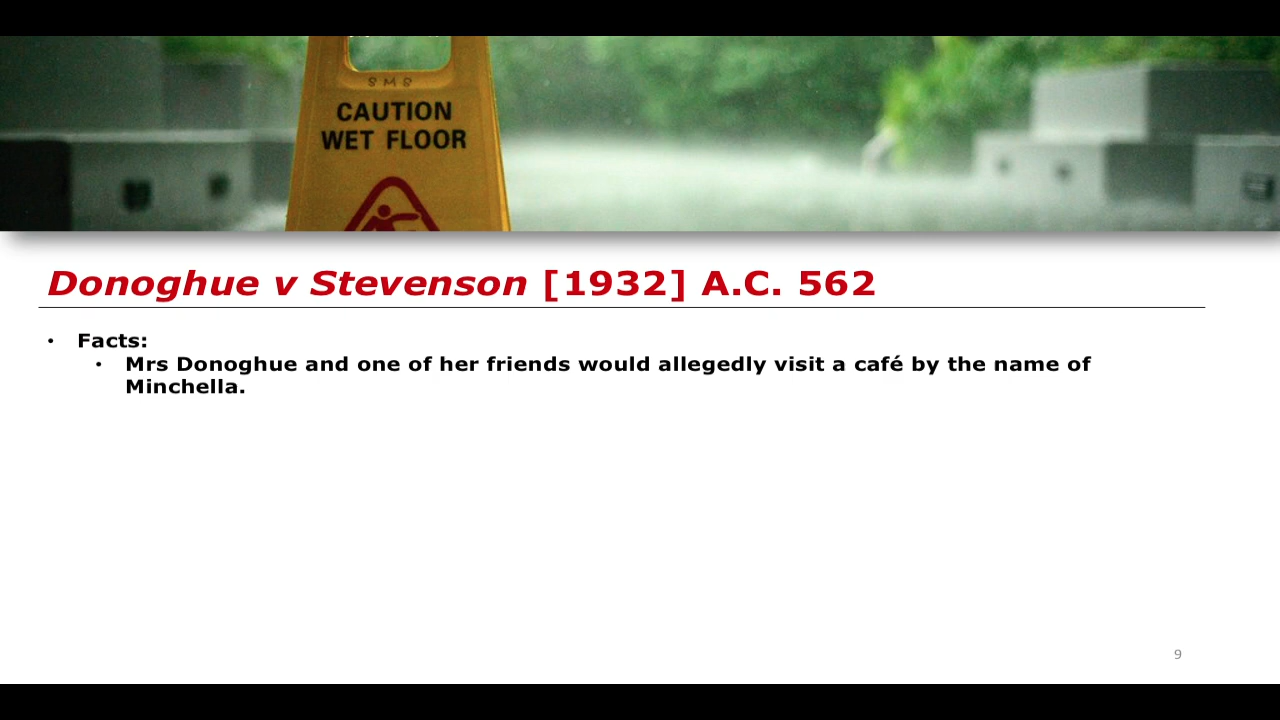 SMS
CAUTION
WET FLOOR
Donoghue v Stevenson [1932] A.C. 562
• Facts:
• Mrs Donoghue and one of her friends would allegedly visit a café by the name of
Minchella.
9